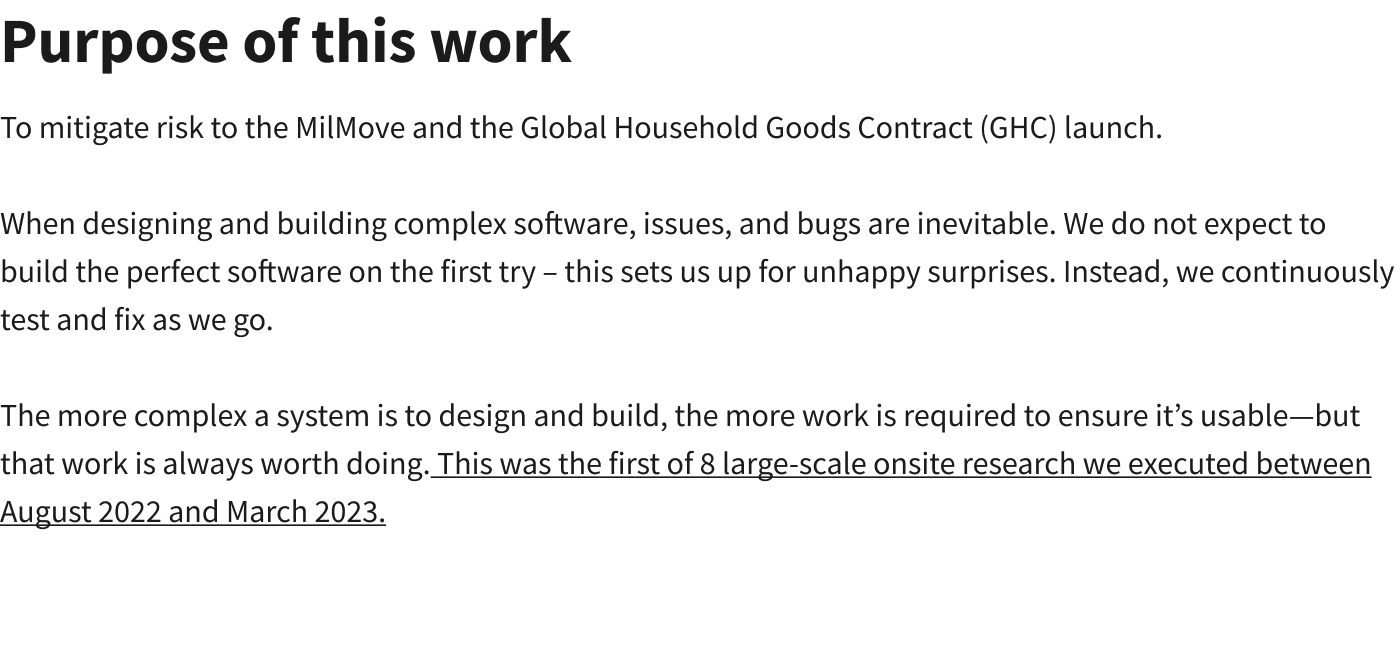 Purpose of this work
To mitigate risk to the MilMove and the Global Household Goods Contract (GHC) launch.
When designing and building complex software, issues, and bugs are inevitable. We do not expect to
build the perfect software on the first try – this sets us up for unhappy surprises. Instead, we continuously
test and fix as we go.
The more complex a system is to design and build, the more work is required to ensure it’s usable—but
that work is always worth doing. This was the first of 8 large-scale onsite research we executed between
August 2022 and March 2023.